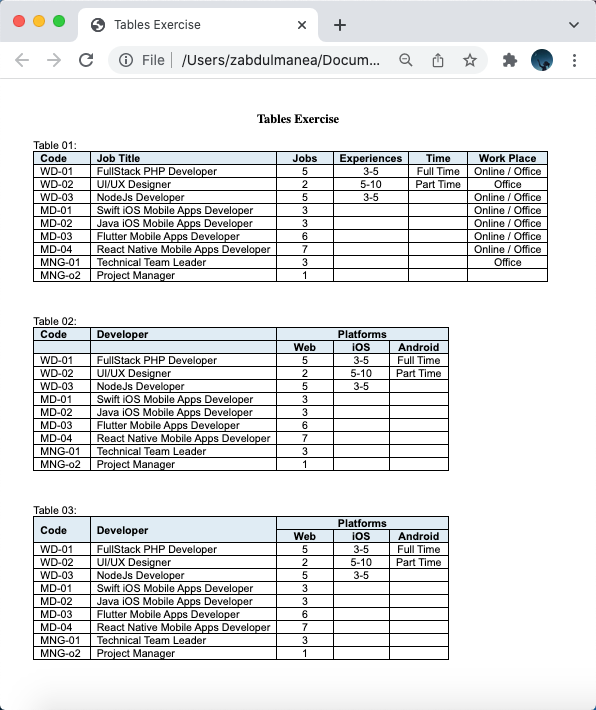 Tables Exercise
File /Users/zabdulmanea/Docum...
Tables Exercise
Table 01:
Code Job Title Jobs Experiences Time Work Place
WD-01 FullStack PHP Developer 5 3-5 Full Time Online / Office
WD-02 UI/UX Designer 2 5-10 Part Time Office
WD-03 NodeJs Developer 5 3-5 Online / Office
MD-01 Swift iOS Mobile Apps Developer 3 Online / Office
MD-02 Java iOS Mobile Apps Developer 3 Online / Office
MD-03 Flutter Mobile Apps Developer 6 Online / Office
MD-04 React Native Mobile Apps Developer 7 Online / Office
MNG-01 Technical Team Leader 3 Office
MNG-o2 Project Manager 1
Table 02:
Code Developer Platforms
Web iOS Android
WD-01 FullStack PHP Developer 5 3-5 Full Time
WD-02 UI/UX Designer 2 5-10 Part Time
WD-03 NodeJs Developer 5 3-5
MD-01 Swift iOS Mobile Apps Developer 3
MD-02 Java iOS Mobile Apps Developer 3
MD-03 Flutter Mobile Apps Developer 6
MD-04 React Native Mobile Apps Developer 7
MNG-01 Technical Team Leader 3
MNG-o2 Project Manager 1
Table 03:
Code Developer Platforms
Web iOS Android
WD-01 FullStack PHP Developer 5 3-5 Full Time
WD-02 UI/UX Designer 2 5-10 Part Time
WD-03 NodeJs Developer 5 3-5
MD-01 Swift iOS Mobile Apps Developer 3
MD-02 Java iOS Mobile Apps Developer 3
MD-03 Flutter Mobile Apps Developer 6
MD-04 React Native Mobile Apps Developer 7
MNG-01 Technical Team Leader 3
MNG-o2 Project Manager 1